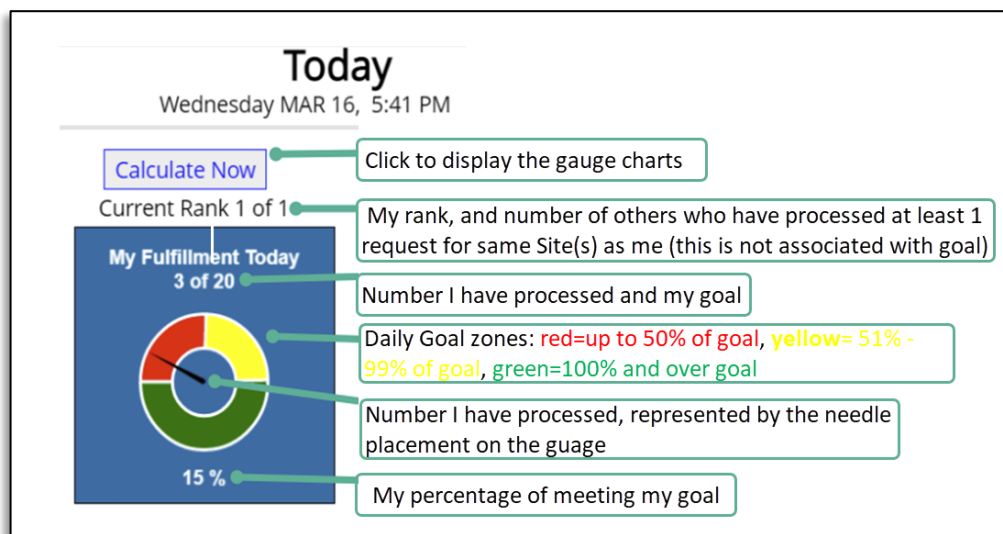 Today
Wednesday MAR 16, 5:41 PM
Calculate Now
Click to display the gauge charts
Current Rank 1 of 1
My rank, and number of others who have processed at least 1
request for same Site(s) as me (this is not associated with goal)
My Fulfillment Today
3 of 20
Number I have processed and my goal
Daily Goal zones: red=up to 50% of goal, yellow= 51% -
99% of goal, green=100% and over goal
Number I have processed, represented by the needle
placement on the guage
15 %
My percentage of meeting my goal